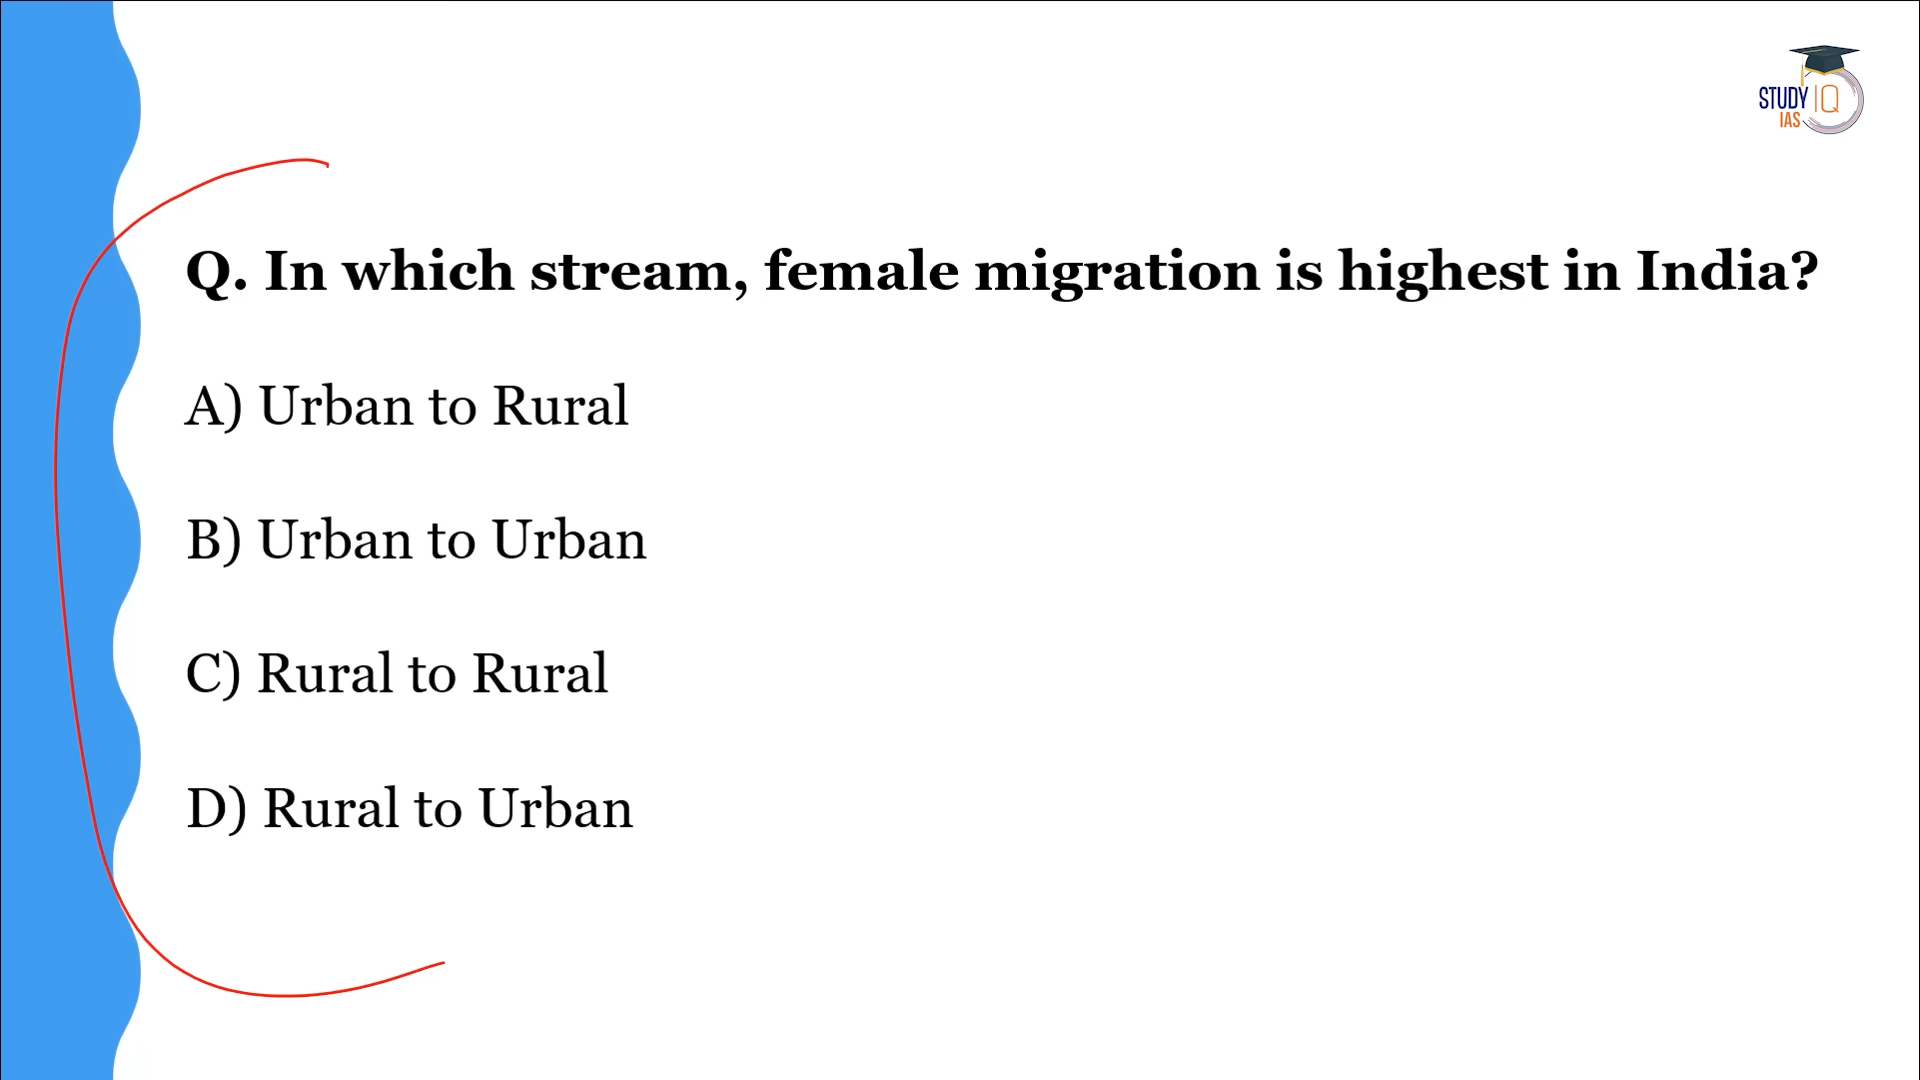 STUDY IQ
IAS
Q. In which stream, female migration is highest in India?
A) Urban to Rural
B) Urban to Urban
C) Rural to Rural
D) Rural to Urban